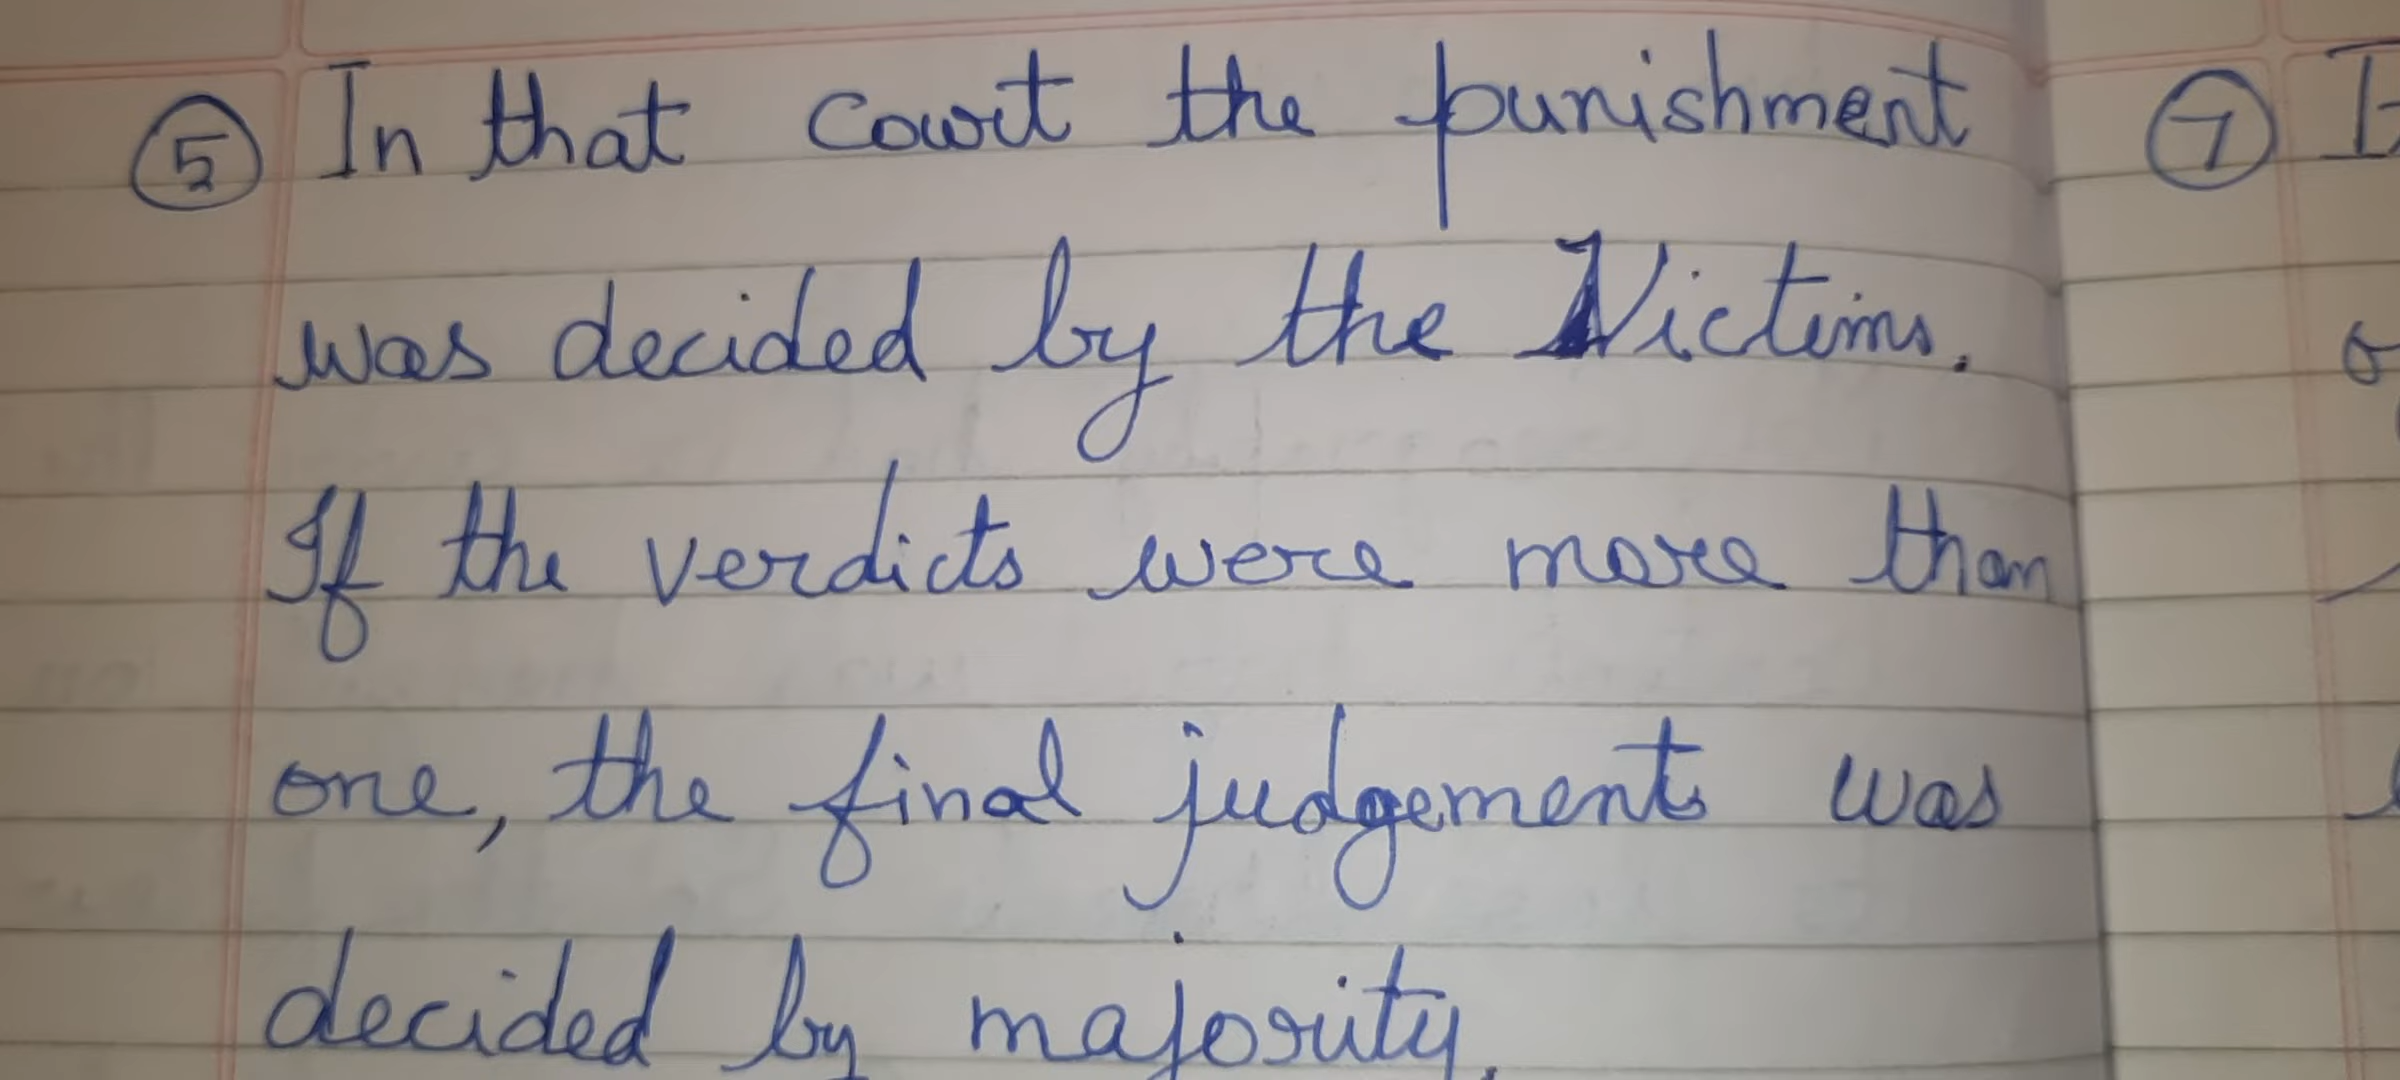 5 In that court the punishment
was decided by the Victims.
If the verdicts were more than
one, the final judgements was
decided by majority.
7